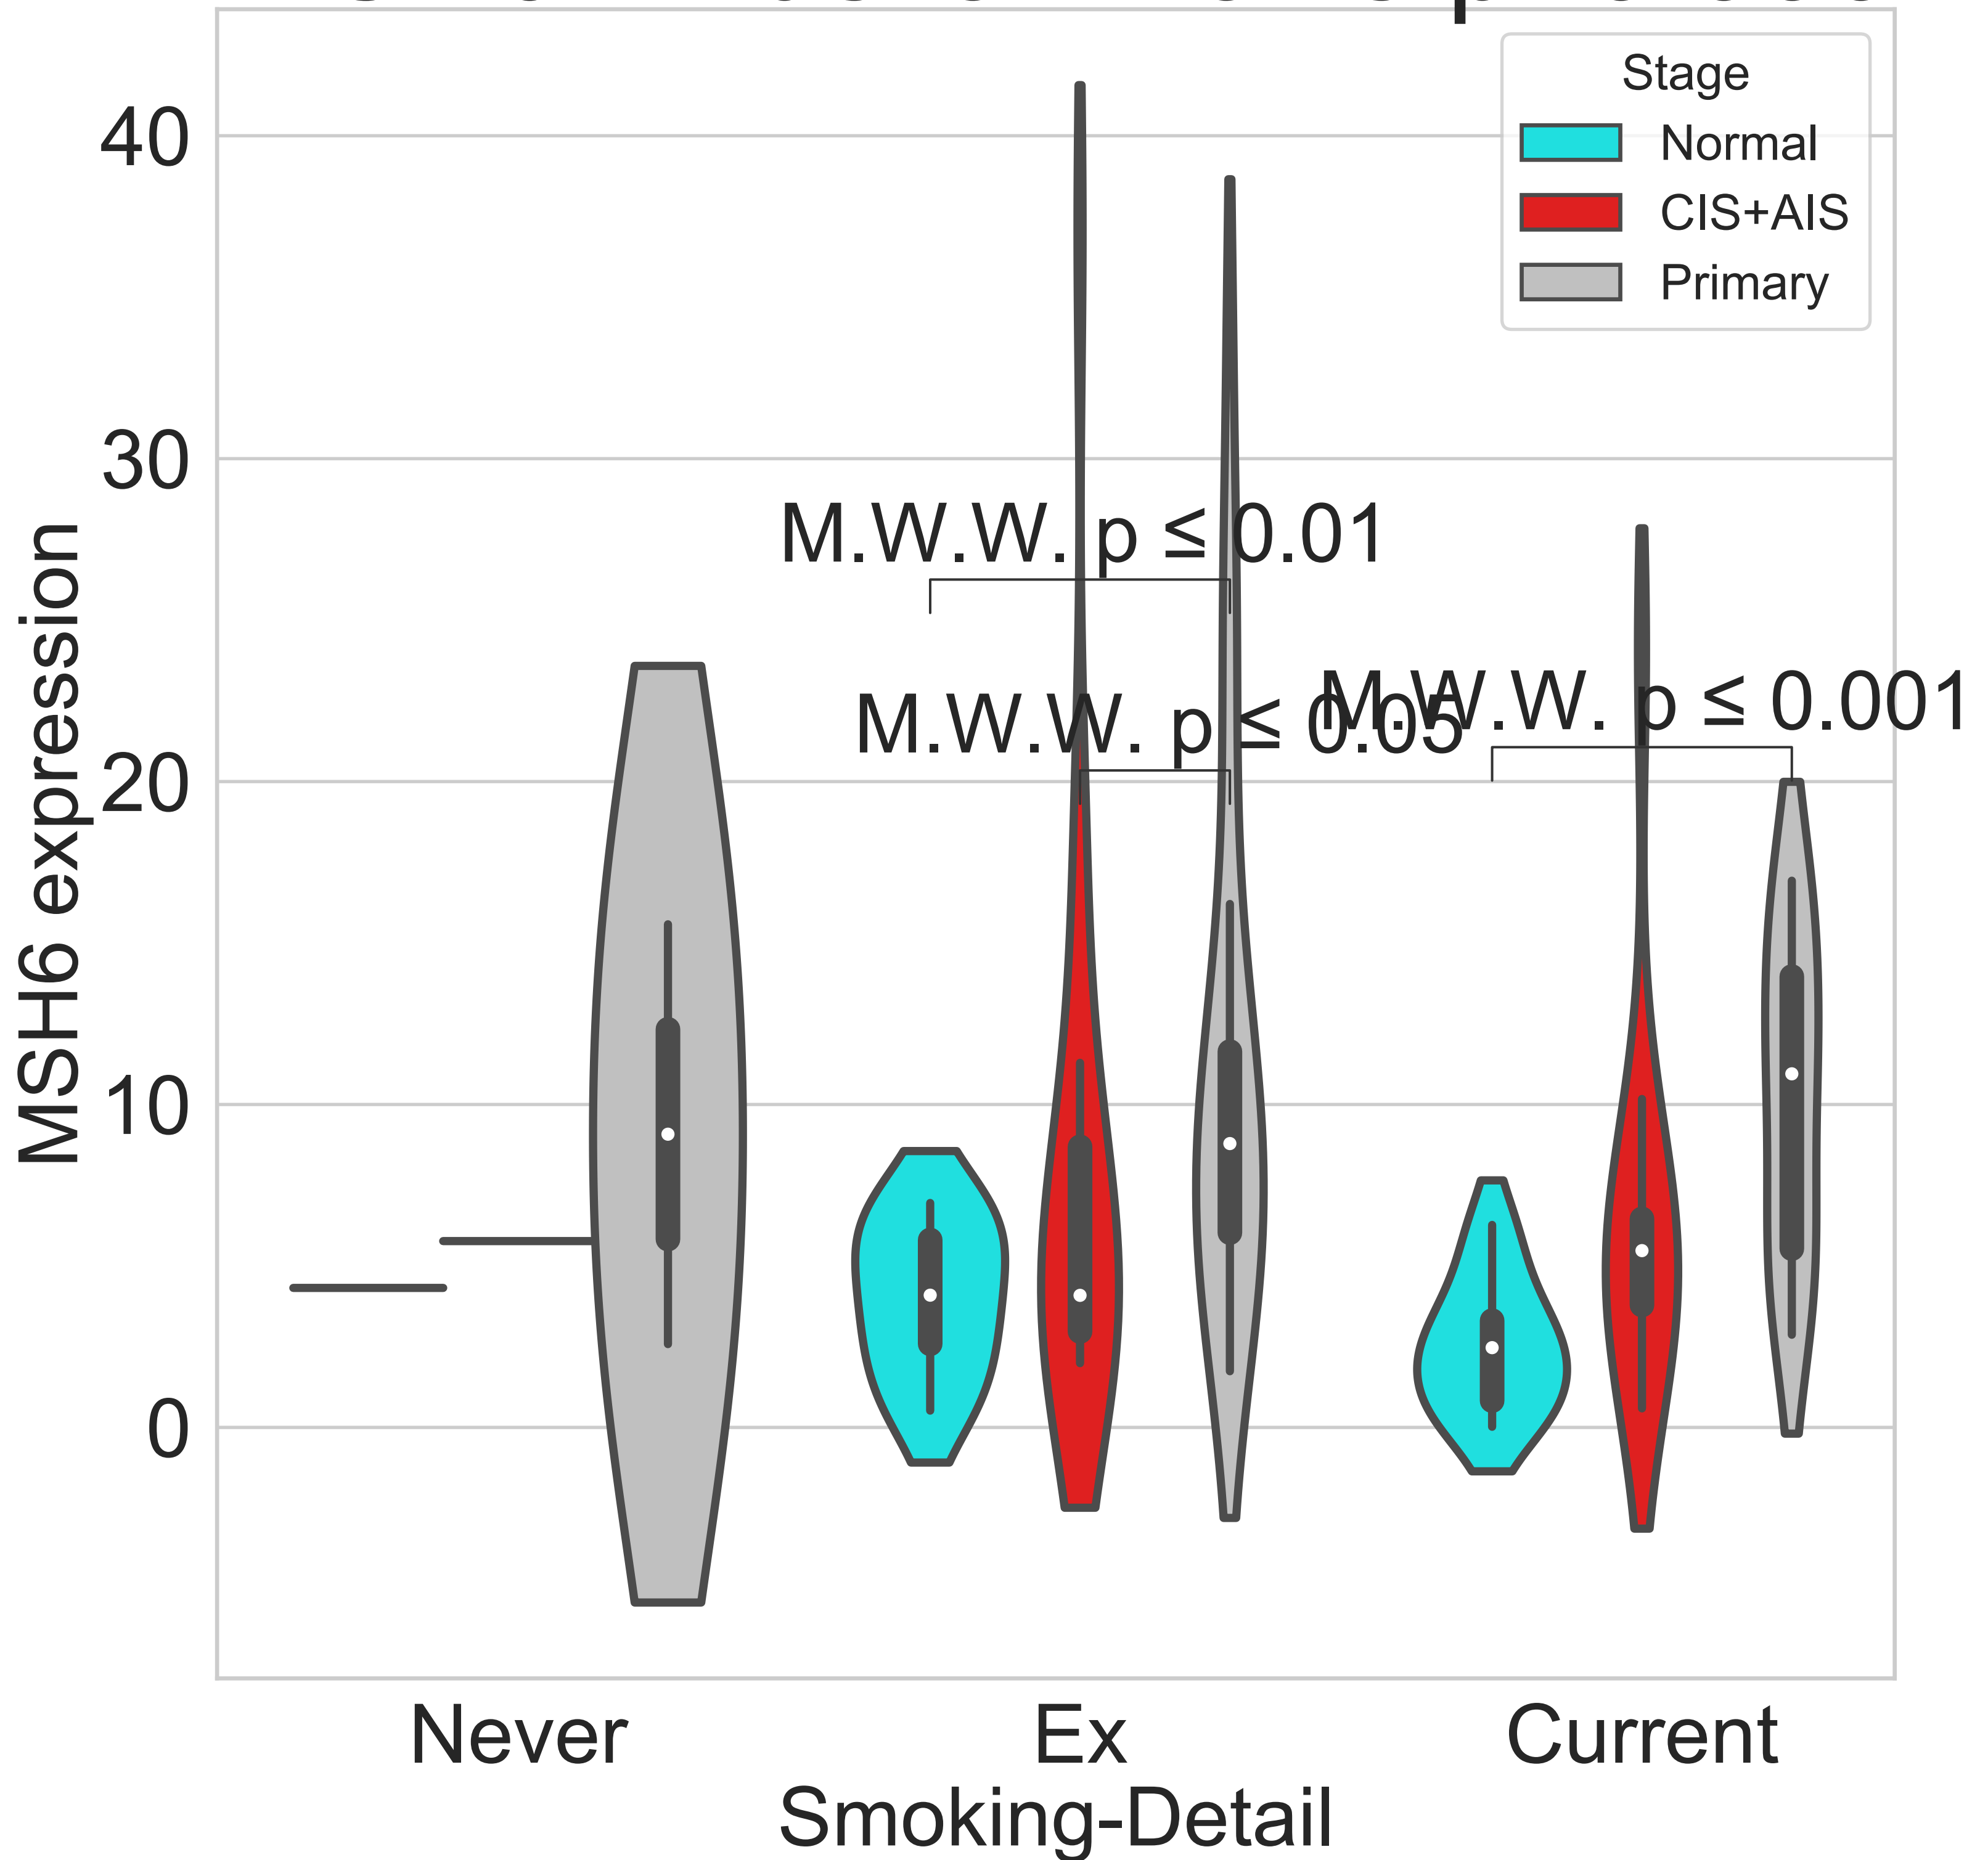 Stage
Normal
CIS+AIS
Primary
40
30
20
10
0
MSH6 expression
M.W.W. p ≤ 0.01
M.W.W. p ≤ 0.05
M.W.W. p ≤ 0.001
Never
Ex
Current
Smoking-Detail